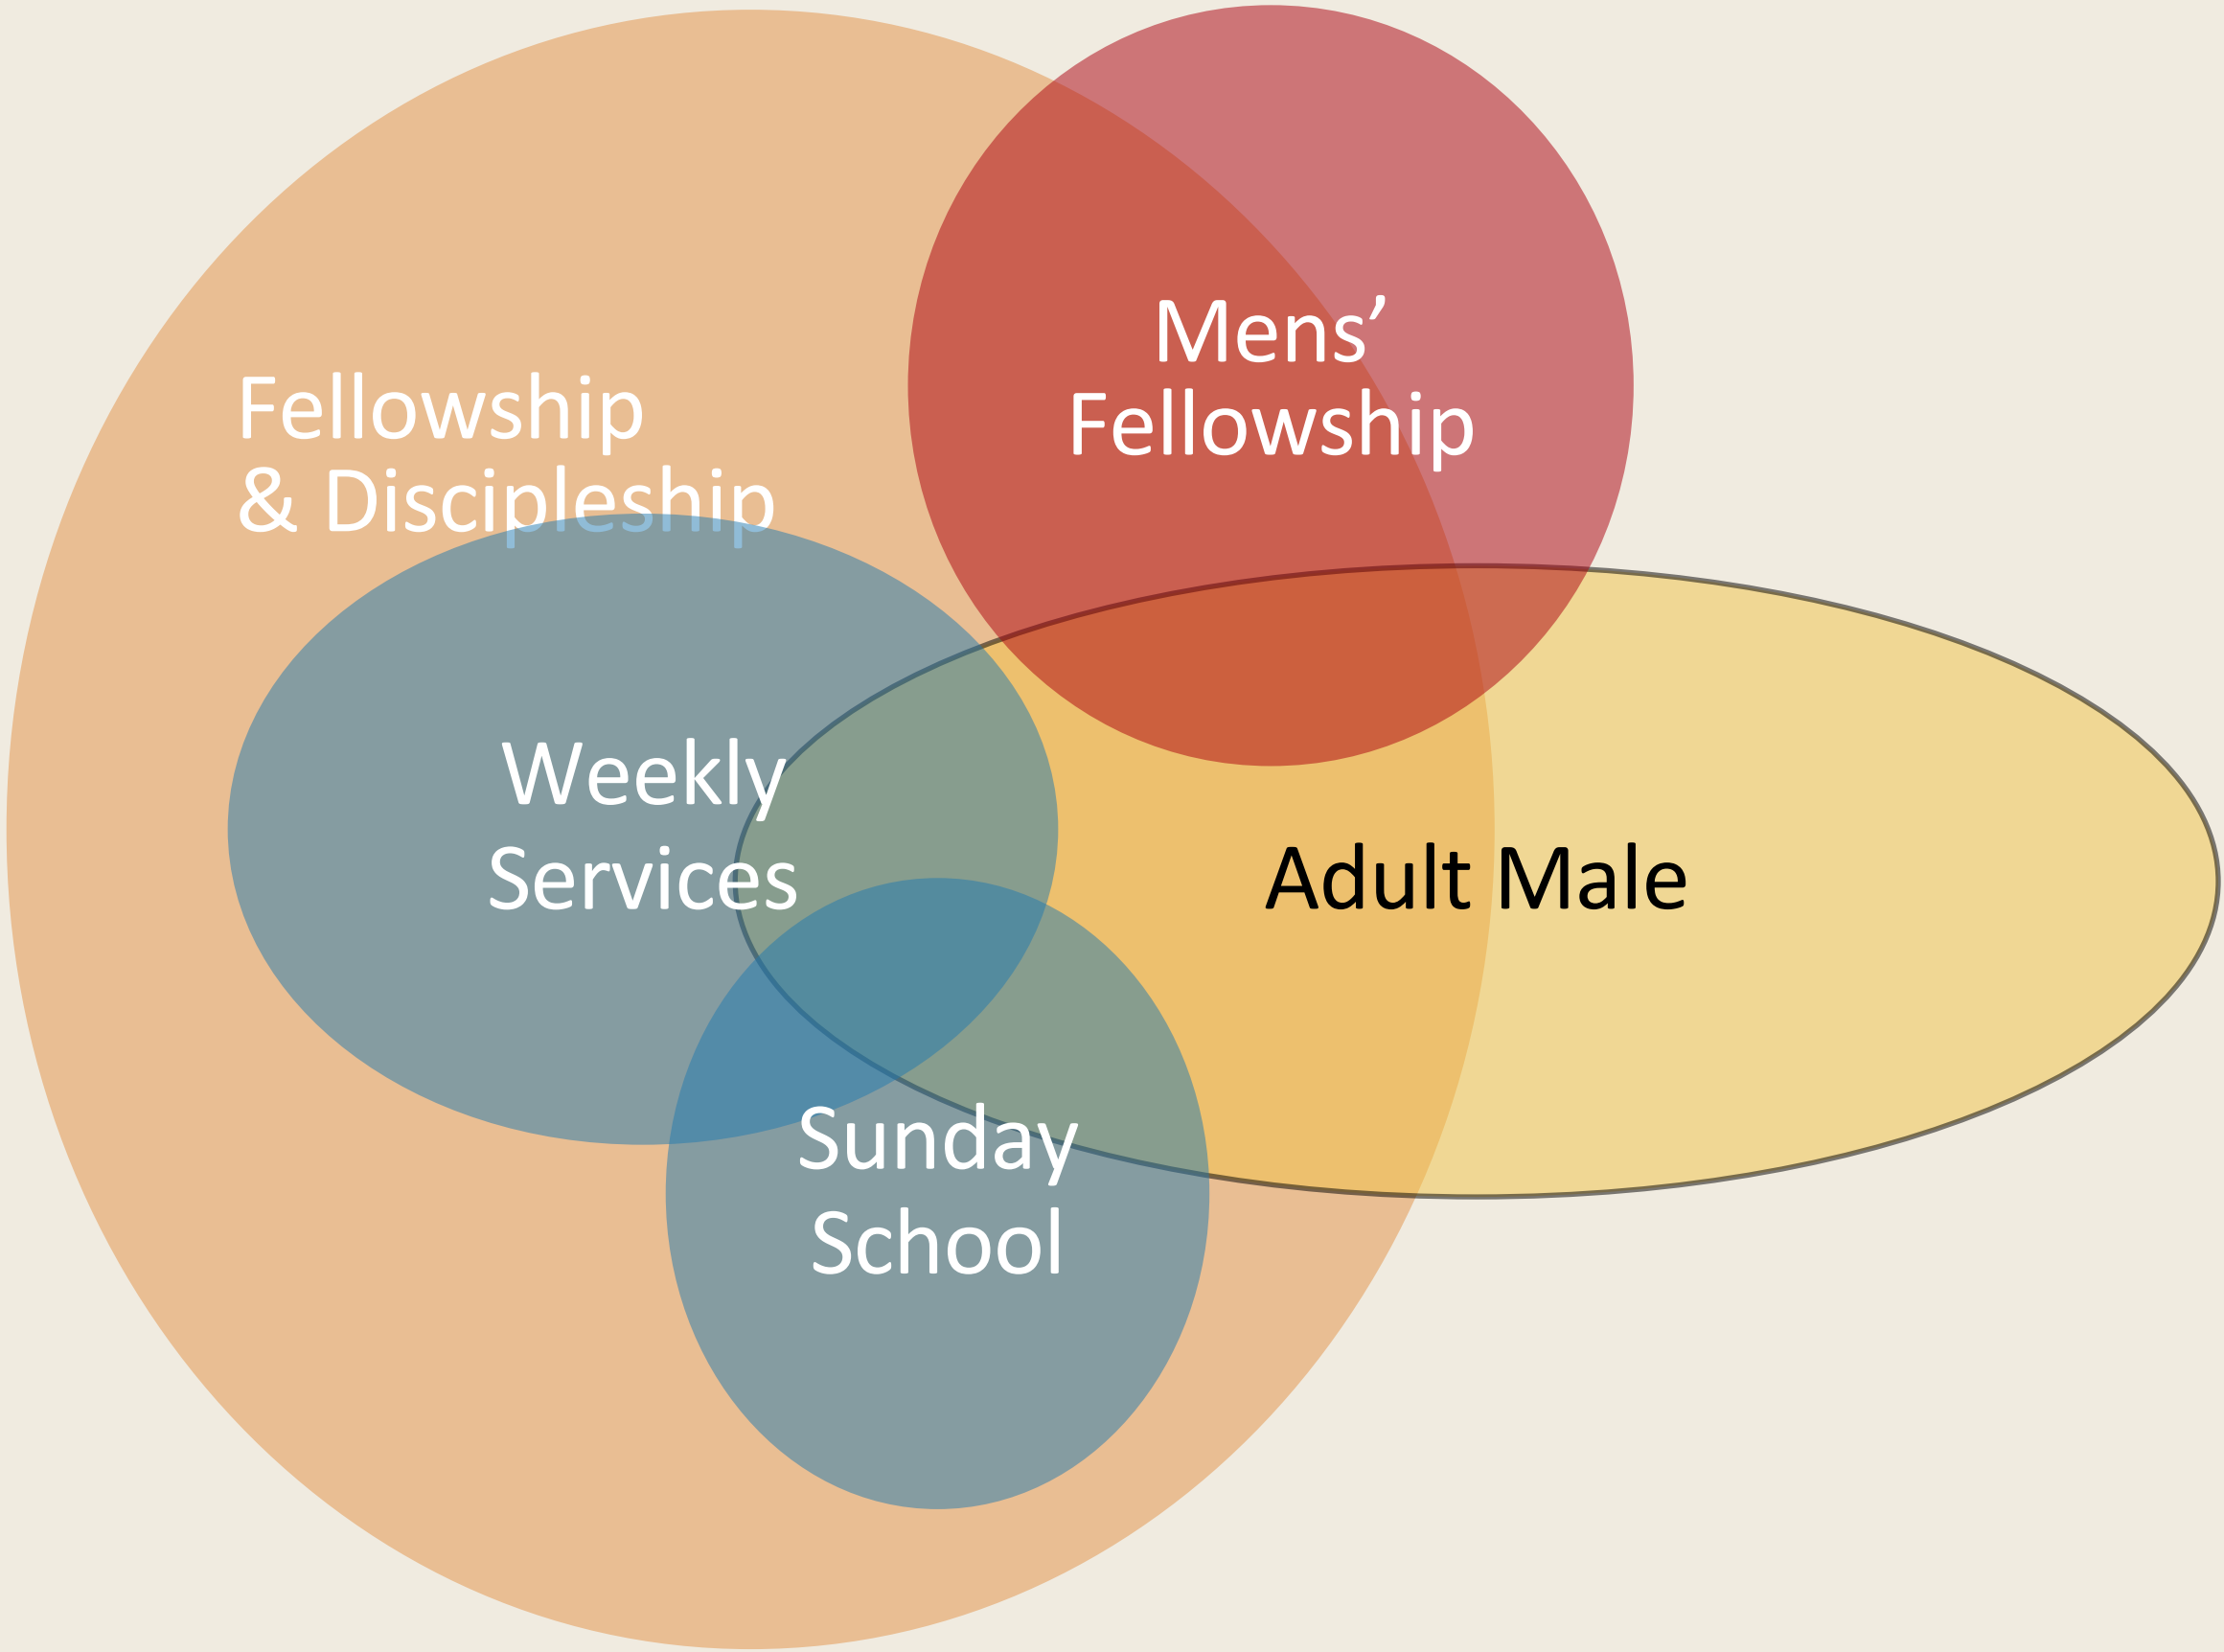 Mens’
Fellowship
Fellowship
& Discipleship
Weekly
Services
Adult Male
Sunday
School